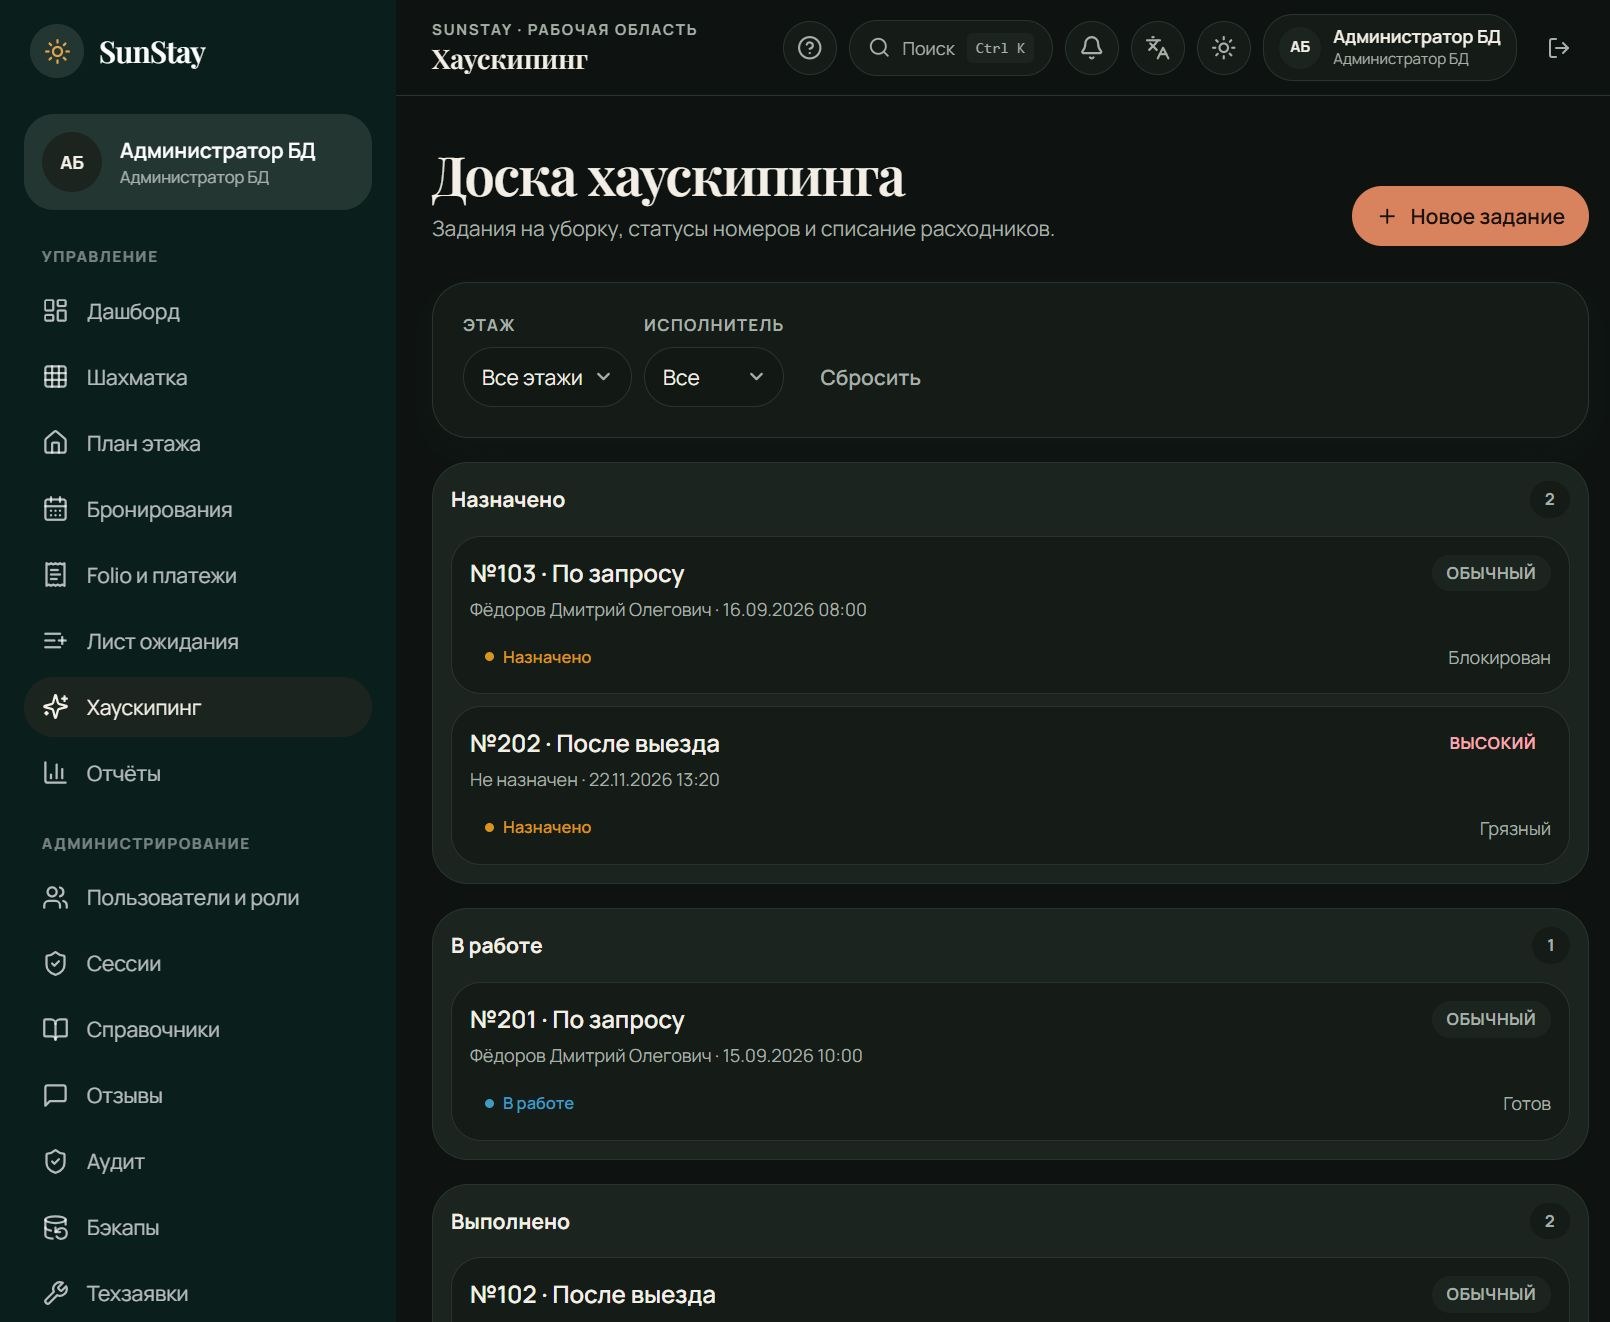 SunStay
АБ
Администратор БД
Администратор БД
УПРАВЛЕНИЕ
Дашборд
Шахматка
План этажа
Бронирования
Folio и платежи
Лист ожидания
Хаускипинг
Отчёты
АДМИНИСТРИРОВАНИЕ
Пользователи и роли
Сессии
Справочники
Отзывы
Аудит
Бэкапы
Техзаявки
SUNSTAY · РАБОЧАЯ ОБЛАСТЬ
Хаускипинг
Поиск Ctrl K
АБ
Администратор БД
Администратор БД
Доска хаускипинга
Задания на уборку, статусы номеров и списание расходников.
+ Новое задание
ЭТАЖ ИСПОЛНИТЕЛЬ
Все этажи Все Сбросить
Назначено 2
№103 · По запросу ОБЫЧНЫЙ
Фёдоров Дмитрий Олегович · 16.09.2026 08:00
Назначено Блокирован
№202 · После выезда ВЫСОКИЙ
Не назначен · 22.11.2026 13:20
Назначено Грязный
В работе 1
№201 · По запросу ОБЫЧНЫЙ
Фёдоров Дмитрий Олегович · 15.09.2026 10:00
В работе Готов
Выполнено 2
№102 · После выезда ОБЫЧНЫЙ